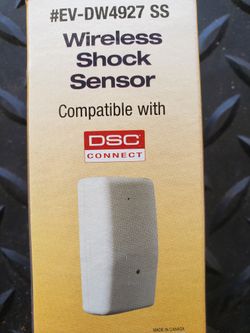 #EV-DW4927 SS
Wireless
Shock
Sensor
Compatible with
DSC
CONNECT
MADE IN CANADA